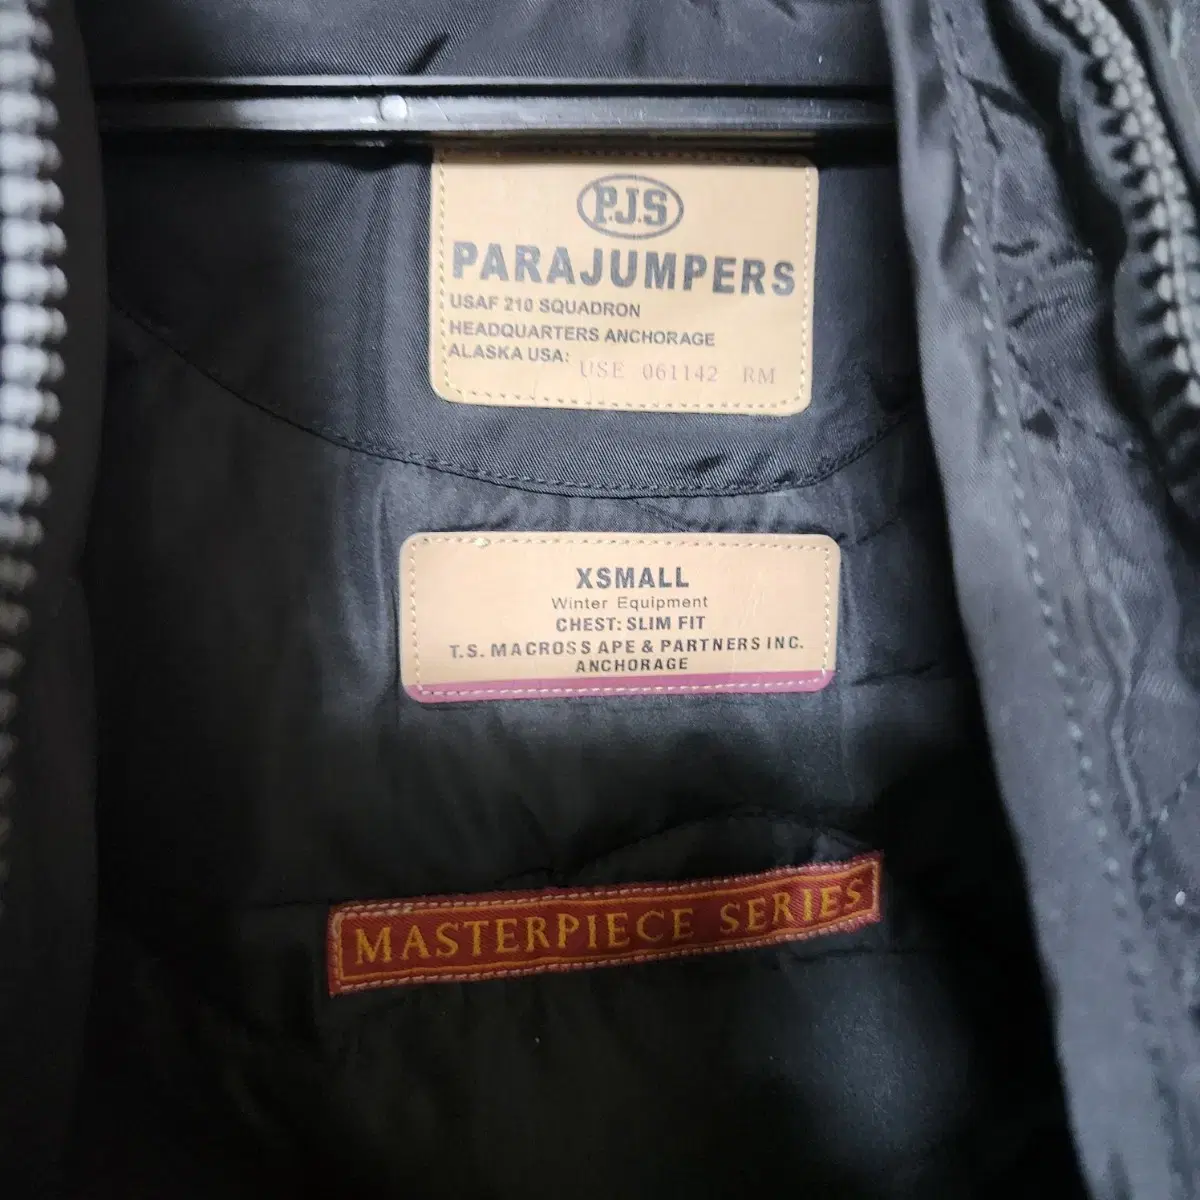 P.J.S
PARAJUMPERS
USAF 210 SQUADRON
HEADQUARTERS ANCHORAGE
ALASKA USA: USE 061142 RM
XSMALL
Winter Equipment
CHEST: SLIM FIT
T.S. MACROSS APE & PARTNERS INC.
ANCHORAGE
MASTERPIECE SERIES